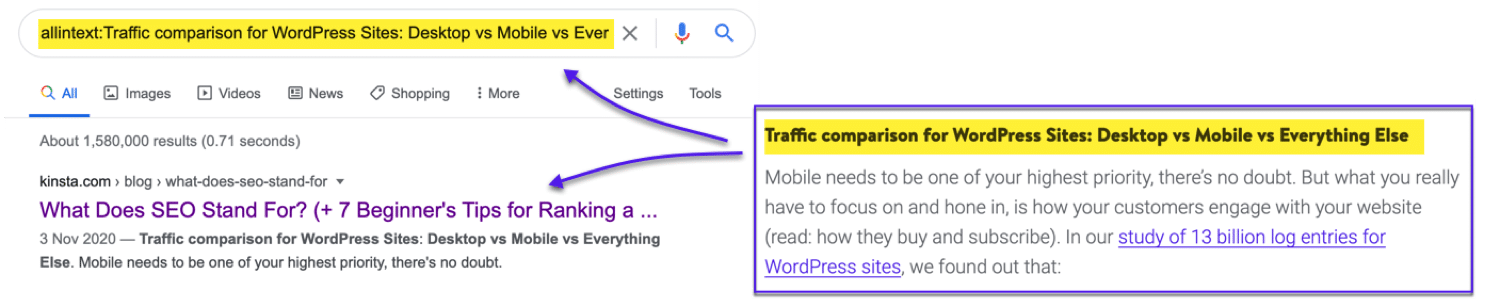 allintext:Traffic comparison for WordPress Sites: Desktop vs Mobile vs Ever
All Images Videos News Shopping More Settings Tools
About 1,580,000 results (0.71 seconds)
kinsta.com › blog › what-does-seo-stand-for
What Does SEO Stand For? (+ 7 Beginner's Tips for Ranking a ...
3 Nov 2020 — Traffic comparison for WordPress Sites: Desktop vs Mobile vs Everything
Else. Mobile needs to be one of your highest priority, there's no doubt.
Traffic comparison for WordPress Sites: Desktop vs Mobile vs Everything Else
Mobile needs to be one of your highest priority, there’s no doubt. But what you really
have to focus on and hone in, is how your customers engage with your website
(read: how they buy and subscribe). In our study of 13 billion log entries for
WordPress sites, we found out that: